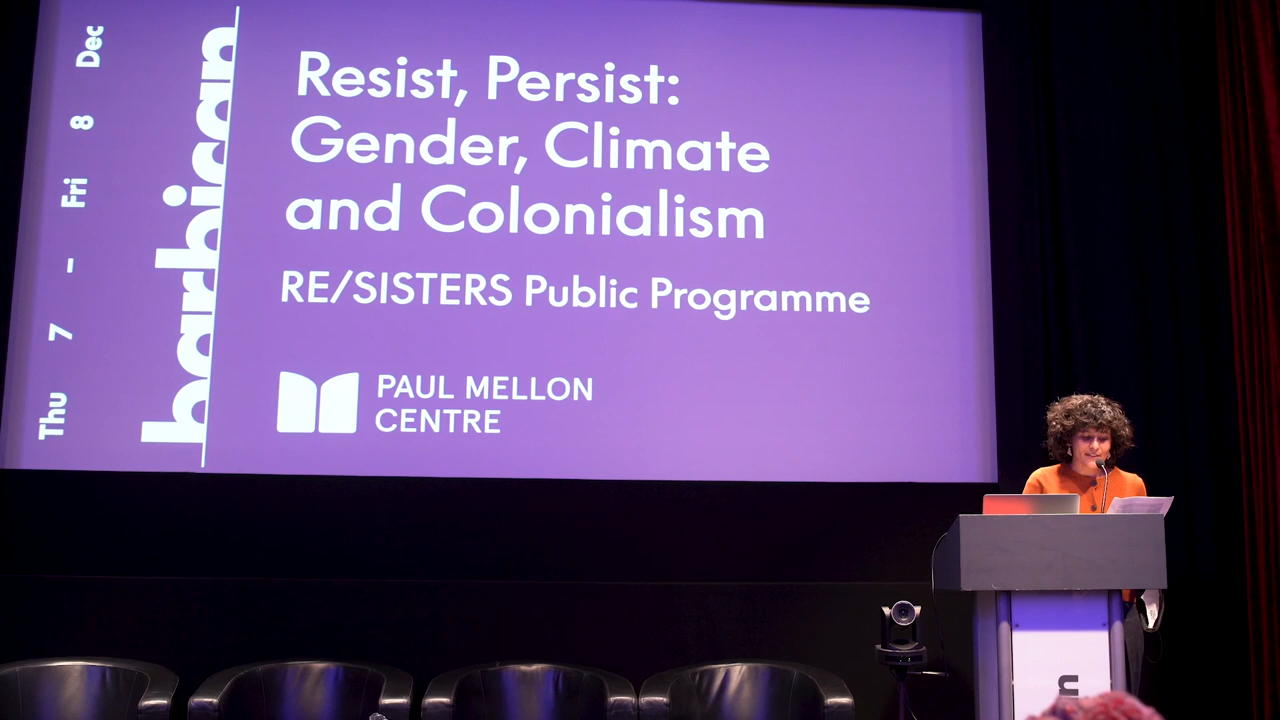 Thu 7 – Fri 8 Dec
barbican
Resist, Persist:
Gender, Climate
and Colonialism
RE/SISTERS Public Programme
PAUL MELLON
CENTRE
n